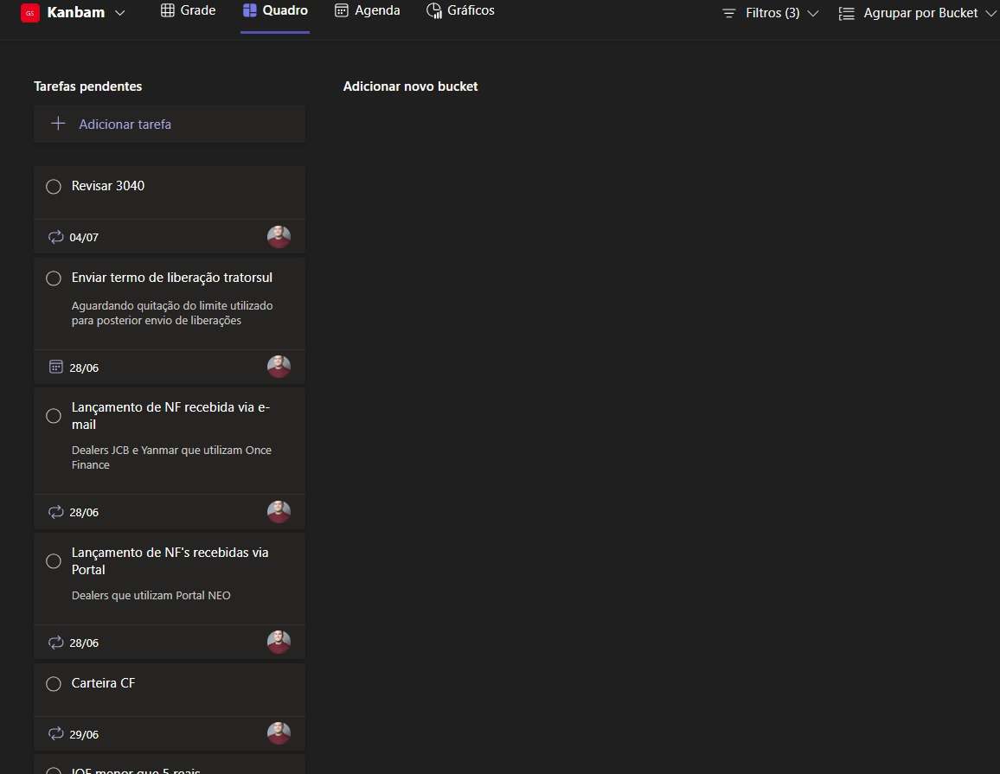 GS Kanbam
Grade
Quadro
Agenda
Gráficos
Filtros (3)
Agrupar por Bucket
Tarefas pendentes
Adicionar tarefa
Revisar 3040
04/07
Enviar termo de liberação tratorsul
Aguardando quitação do limite utilizado
para posterior envio de liberações
28/06
Lançamento de NF recebida via e-
mail
Dealers JCB e Yanmar que utilizam Once
Finance
28/06
Lançamento de NF's recebidas via
Portal
Dealers que utilizam Portal NEO
28/06
Carteira CF
29/06
IOF menor que 5 reais
Adicionar novo bucket